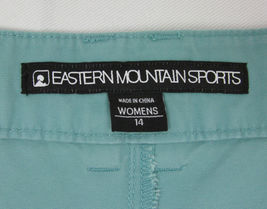 EASTERN MOUNTAIN SPORTS
MADE IN CHINA
WOMENS
14